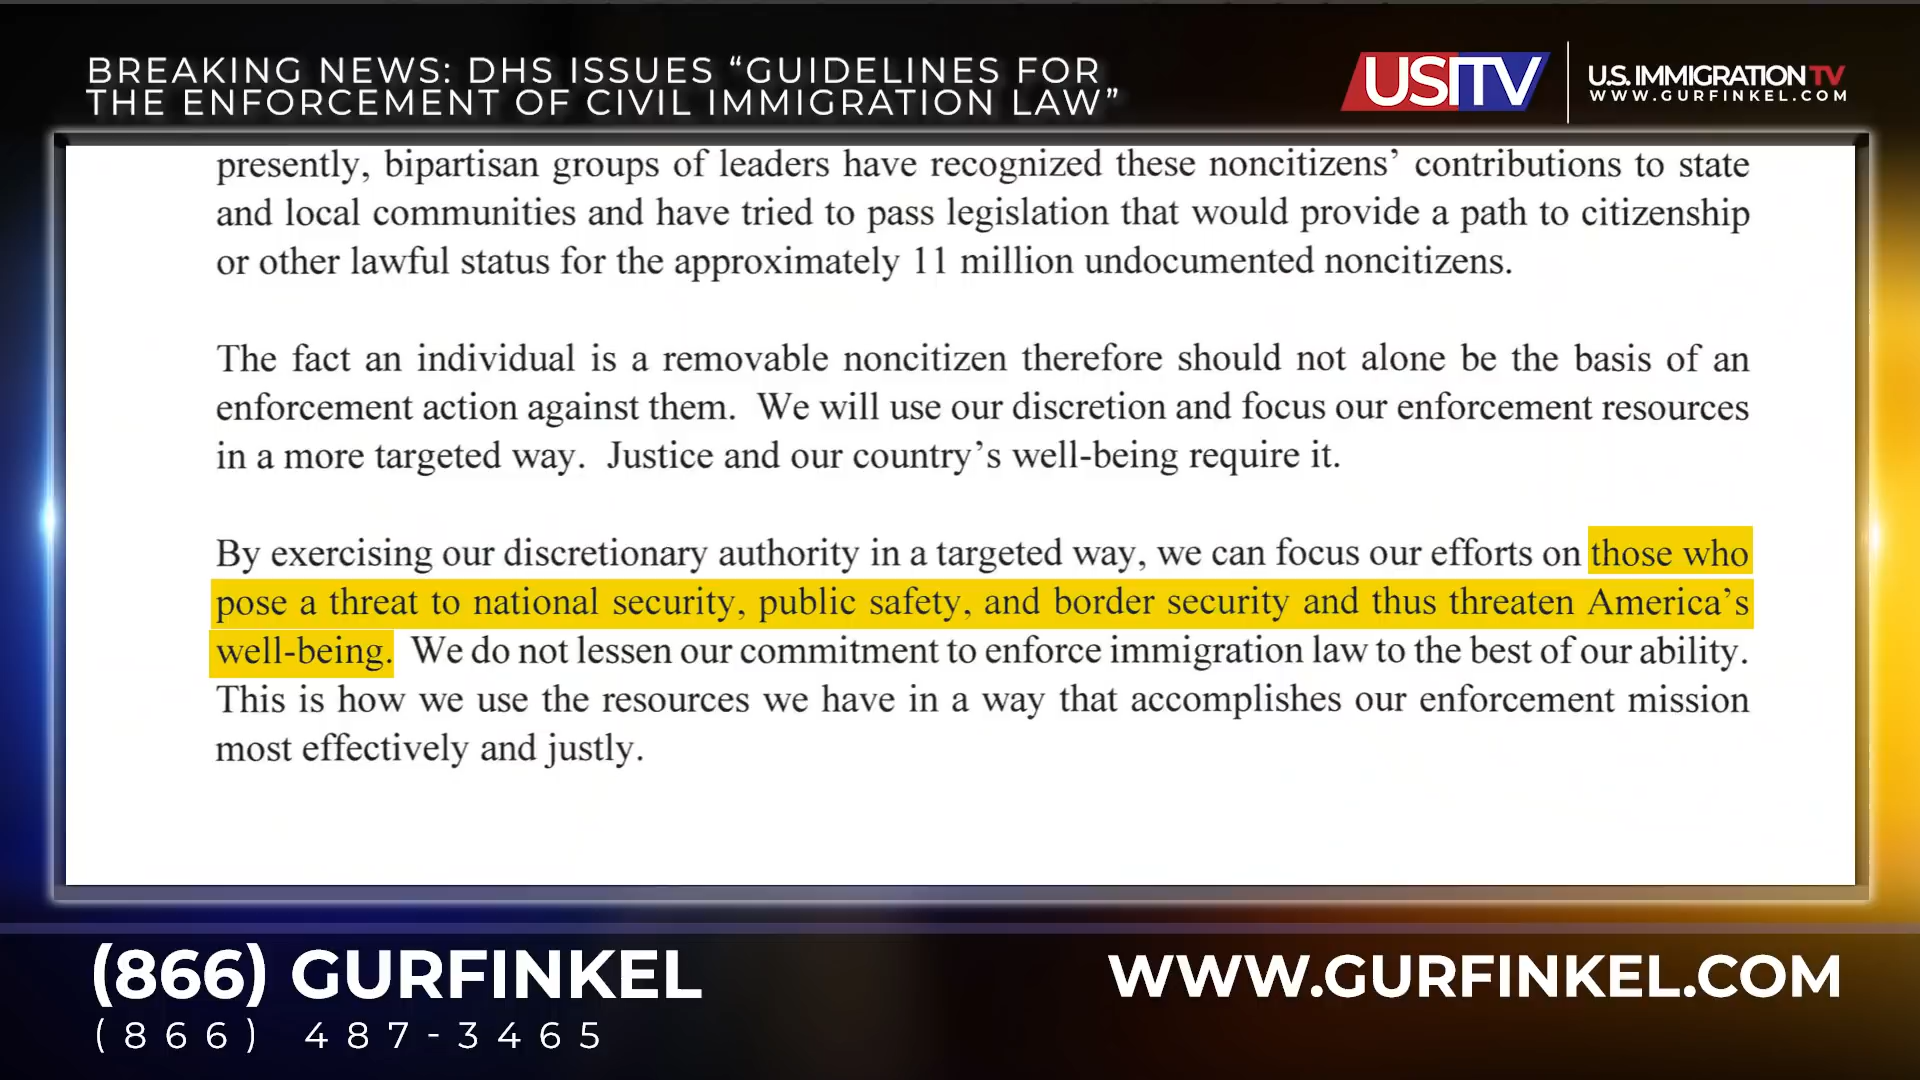 BREAKING NEWS: DHS ISSUES “GUIDELINES FOR
THE ENFORCEMENT OF CIVIL IMMIGRATION LAW”
USITV
U.S. IMMIGRATION TV
WWW.GURFINKEL.COM
presently, bipartisan groups of leaders have recognized these noncitizens’ contributions to state
and local communities and have tried to pass legislation that would provide a path to citizenship
or other lawful status for the approximately 11 million undocumented noncitizens.
The fact an individual is a removable noncitizen therefore should not alone be the basis of an
enforcement action against them. We will use our discretion and focus our enforcement resources
in a more targeted way. Justice and our country’s well-being require it.
By exercising our discretionary authority in a targeted way, we can focus our efforts on those who
pose a threat to national security, public safety, and border security and thus threaten America’s
well-being. We do not lessen our commitment to enforce immigration law to the best of our ability.
This is how we use the resources we have in a way that accomplishes our enforcement mission
most effectively and justly.
(866) GURFINKEL
(866) 487-3465
WWW.GURFINKEL.COM